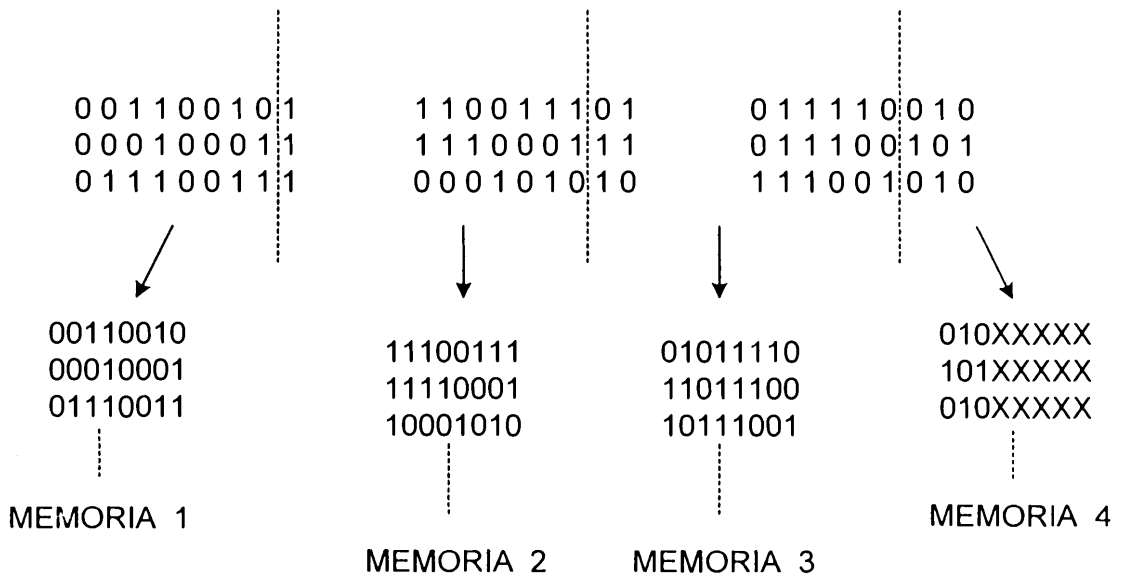 0 0 1 1 0 0 1 0 1 1 1 0 0 1 1 1 0 1 0 1 1 1 1 0 0 1 0
0 0 0 1 0 0 0 1 1 1 1 1 0 0 0 1 1 1 0 1 1 1 0 0 1 0 1
0 1 1 1 0 0 1 1 1 0 0 0 1 0 1 0 1 0 1 1 1 0 0 1 0 1 0
00110010 11100111 01011110 010XXXXX
00010001 11110001 11011100 101XXXXX
01110011 10001010 10111001 010XXXXX
MEMORIA 1 MEMORIA 4
MEMORIA 2 MEMORIA 3